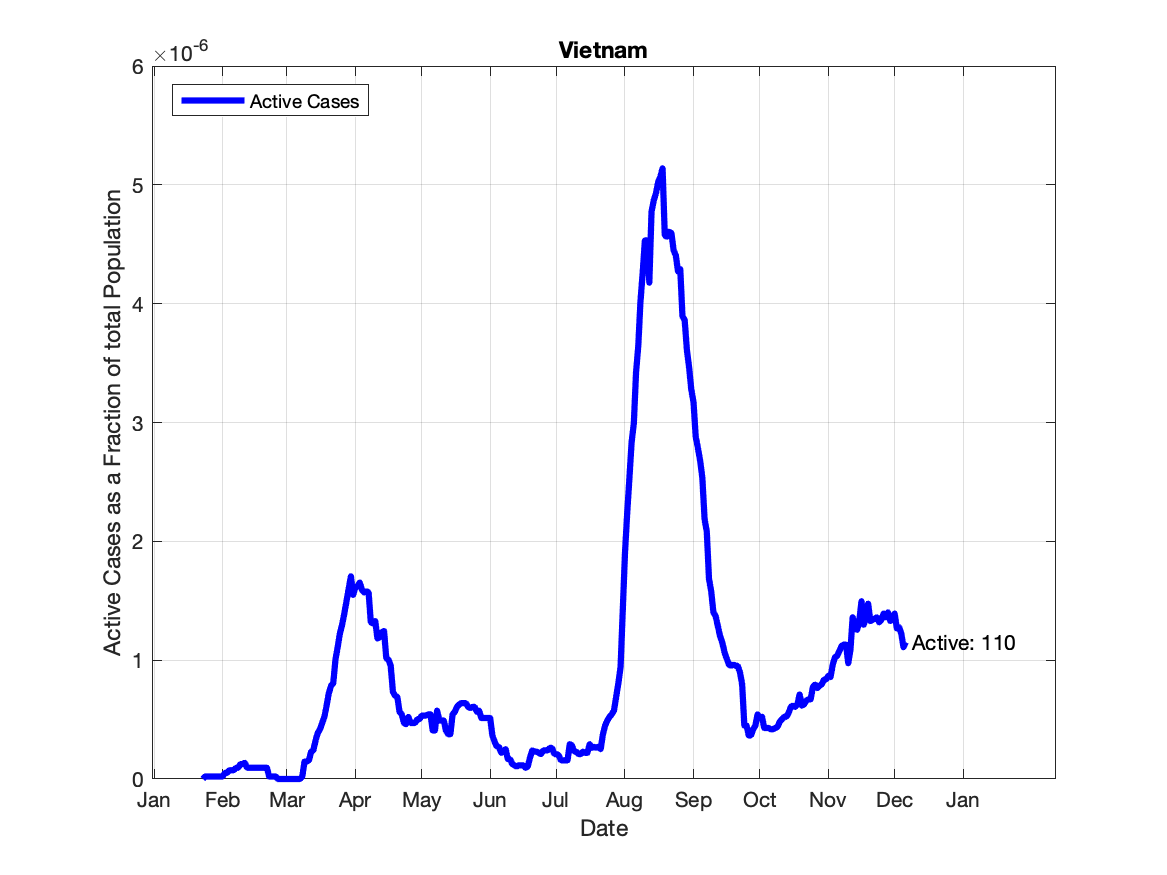 Vietnam
×10-6
Active Cases
6
5
4
3
2
1
0
Active Cases as a Fraction of total Population
Active: 110
Jan Feb Mar Apr May Jun Jul Aug Sep Oct Nov Dec Jan
Date